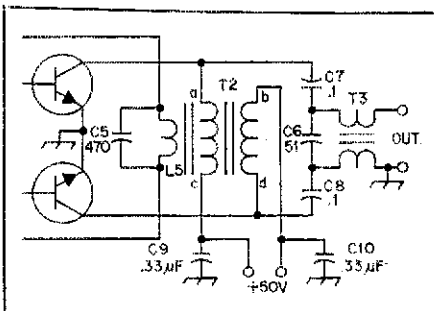 C7
.1
a
T2
b
T3
C5
470
C6
51
OUT.
L5
c
d
C8
.1
C9
.33µF
+50V
C10
.33µF